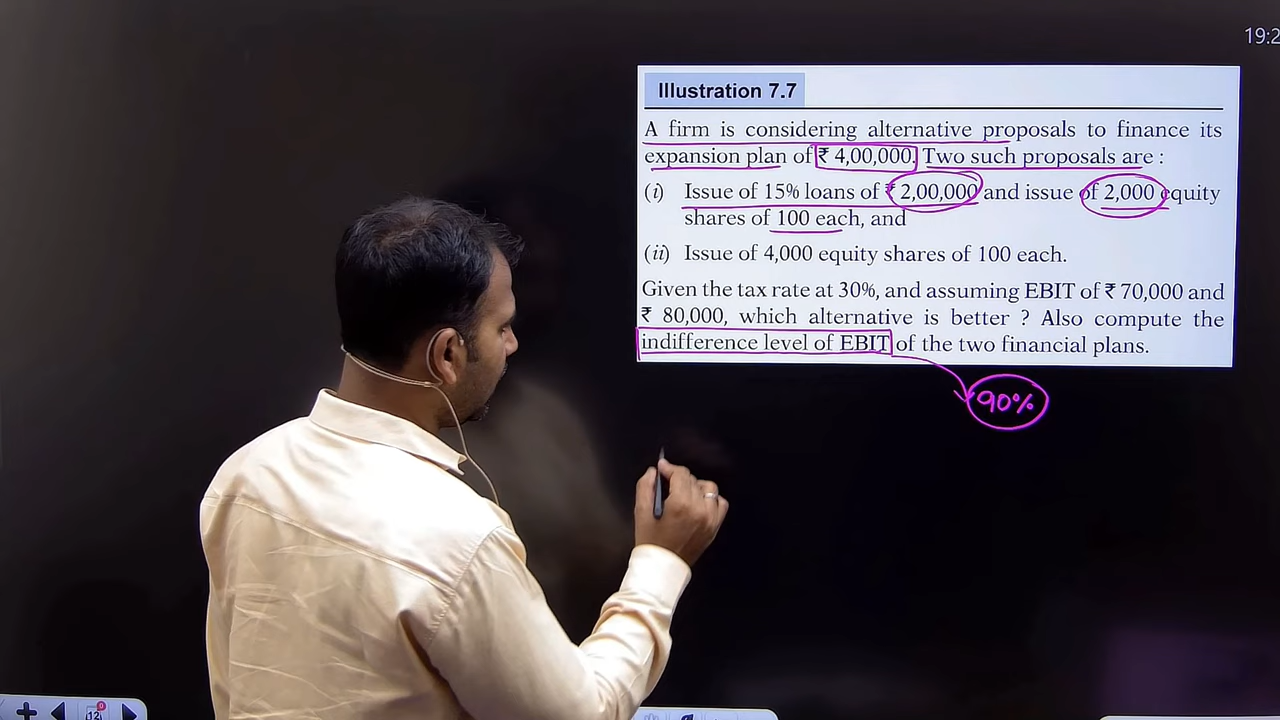 19:2
Illustration 7.7
A firm is considering alternative proposals to finance its
expansion plan of ₹ 4,00,000. Two such proposals are :
(i) Issue of 15% loans of ₹ 2,00,000 and issue of 2,000 equity
shares of 100 each, and
(ii) Issue of 4,000 equity shares of 100 each.
Given the tax rate at 30%, and assuming EBIT of ₹ 70,000 and
₹ 80,000, which alternative is better ? Also compute the
indifference level of EBIT of the two financial plans.
90%
12